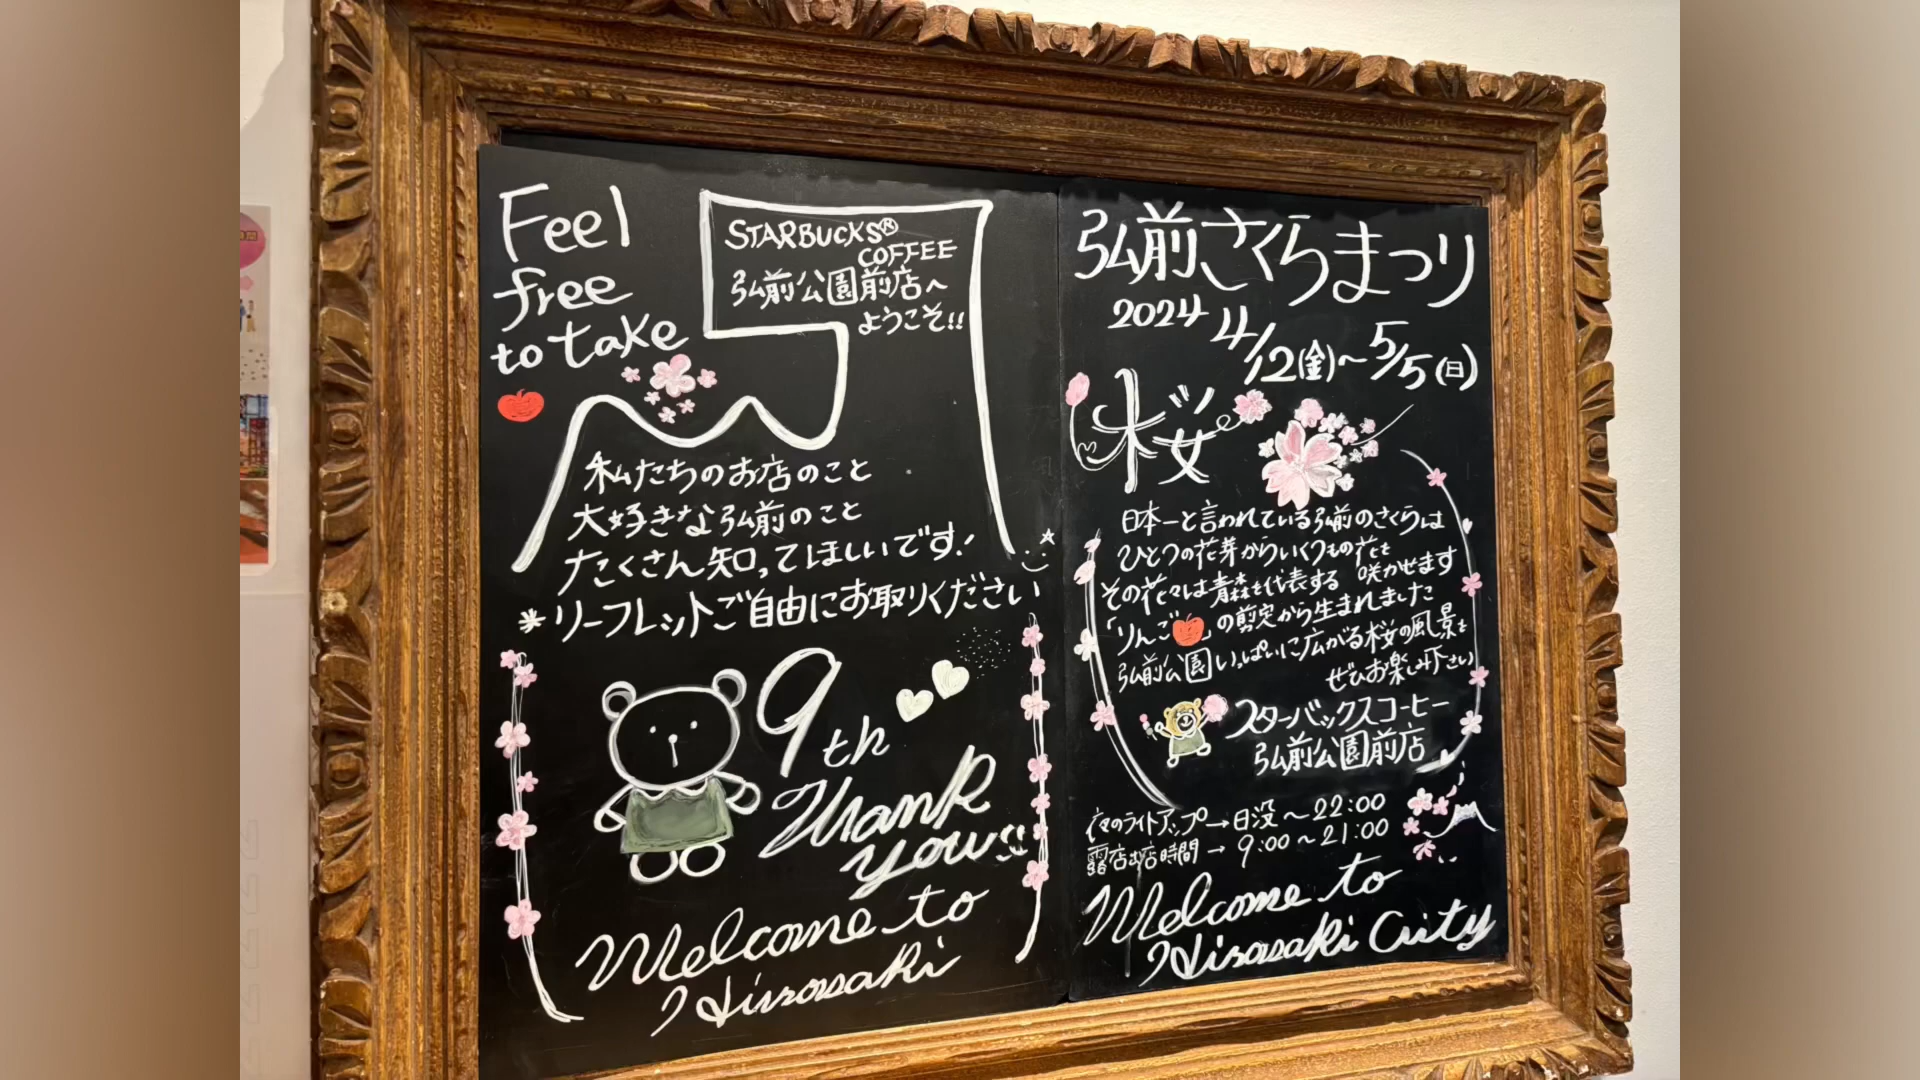 Feel
free
to take
STARBUCKS®
COFFEE
弘前公園前店へ
ようこそ!!
私たちのお店のこと
大好きな弘前のこと
たくさん知ってほしいです!
*リーフレットご自由にお取りください
9th
Thank
you
Welcome to
Hirosaki
弘前さくらまつり
2024 4/12(金)~5/5(日)
桜
日本一と言われている弘前のさくらは
ひとつの花芽からいくつもの花を
咲かせます
その花々は青森を代表する
「りんご」の剪定から生まれました
弘前公園いっぱいに広がる桜の風景を
ぜひお楽しみ下さい
スターバックスコーヒー
弘前公園前店
夜のライトアップ→日没~22:00
露店出店時間→9:00~21:00
Welcome to
Hirosaki City